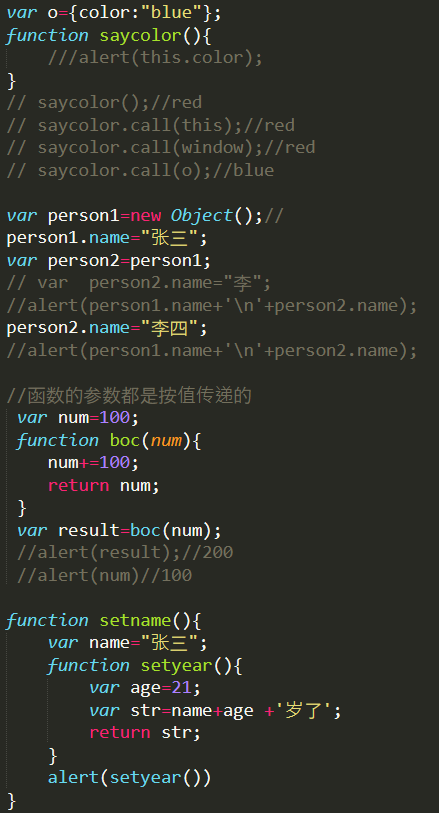 var o={color:"blue"};
function saycolor(){
    ///alert(this.color);
}
// saycolor();//red
// saycolor.call(this);//red
// saycolor.call(window);//red
// saycolor.call(o);//blue

var person1=new Object();//
person1.name="张三";
var person2=person1;
// var  person2.name="李";
//alert(person1.name+'\n'+person2.name);
person2.name="李四";
//alert(person1.name+'\n'+person2.name);

//函数的参数都是按值传递的
 var num=100;
 function boc(num){
    num+=100;
    return num;
 }
 var result=boc(num);
 //alert(result);//200
 //alert(num)//100

function setname(){
    var name="张三";
    function setyear(){
        var age=21;
        var str=name+age +'岁了';
        return str;
    }
    alert(setyear())
}